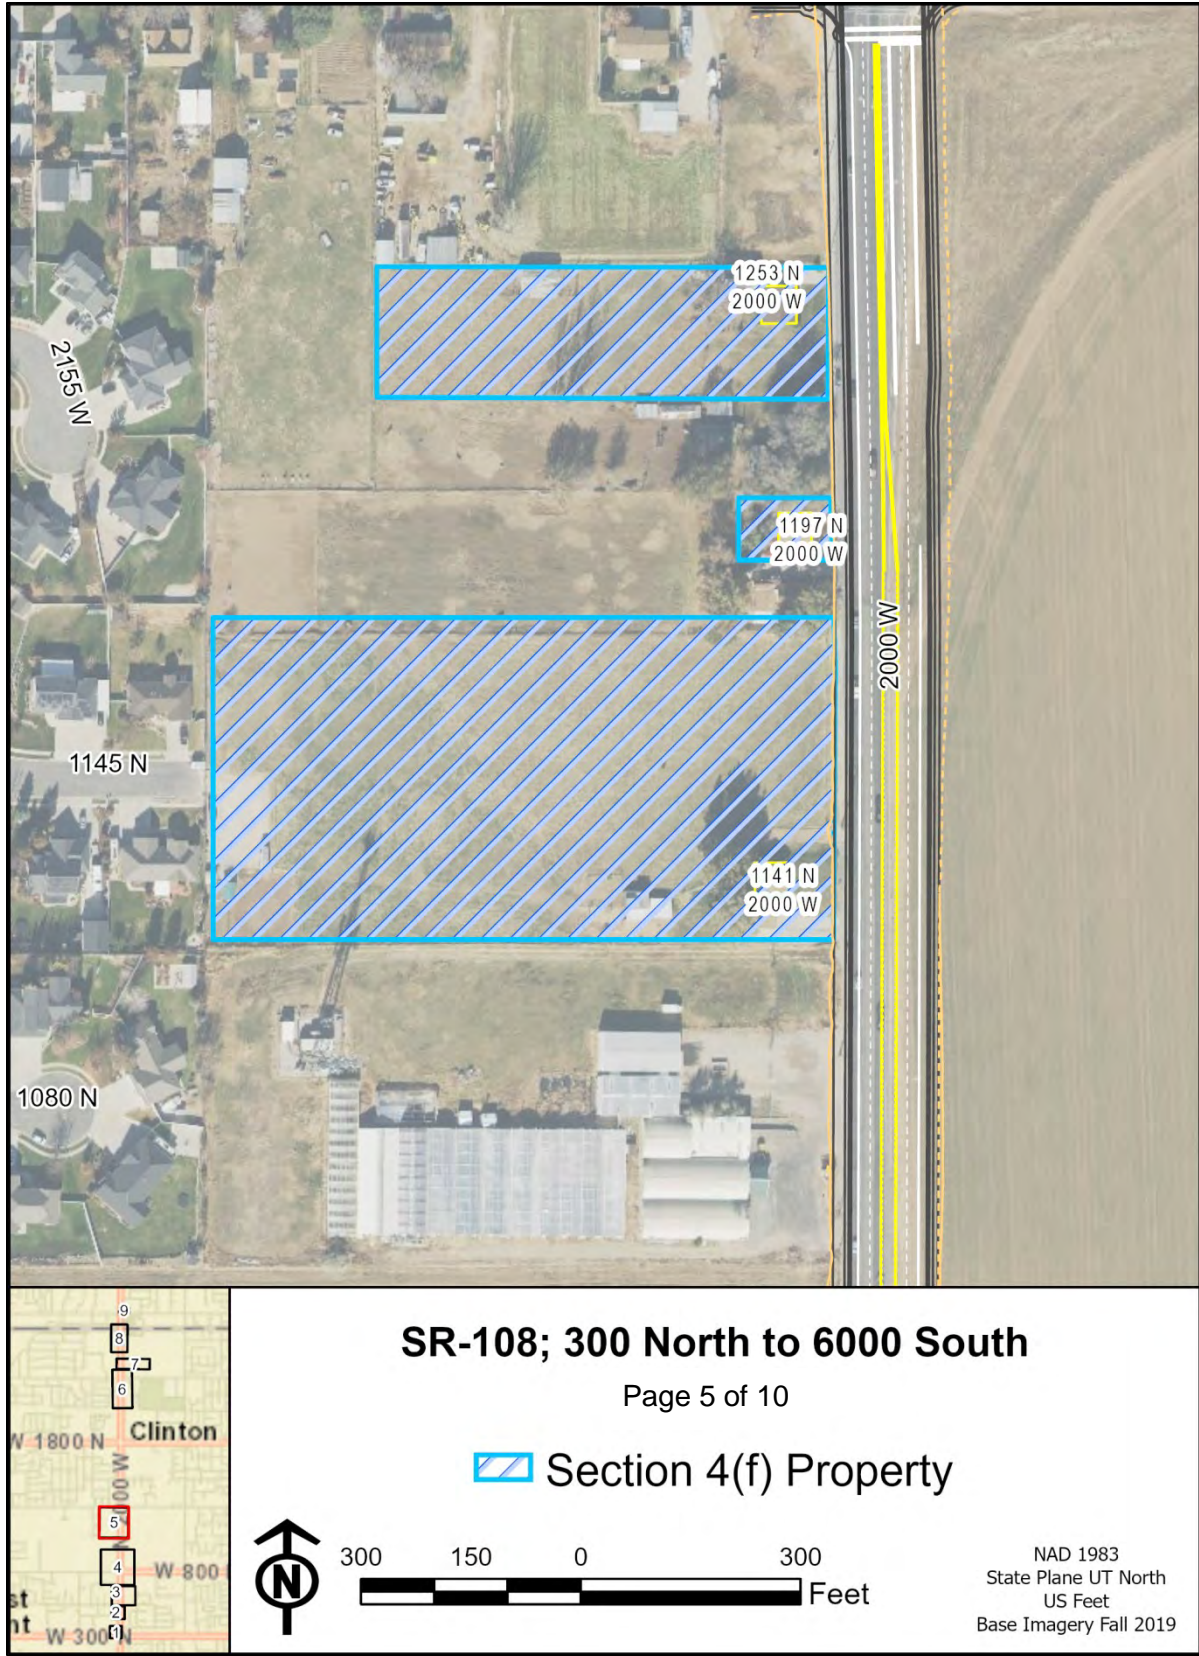 1253 N
2000 W
2155 W
1197 N
2000 W
2000 W
1145 N
1141 N
2000 W
1080 N
9
8
7
6
Clinton
W 1800 N
2000 W
5
4
W 800
3
2
1
W 300 N
SR-108; 300 North to 6000 South
Page 5 of 10
Section 4(f) Property
N
300 150 0 300
Feet
NAD 1983
State Plane UT North
US Feet
Base Imagery Fall 2019